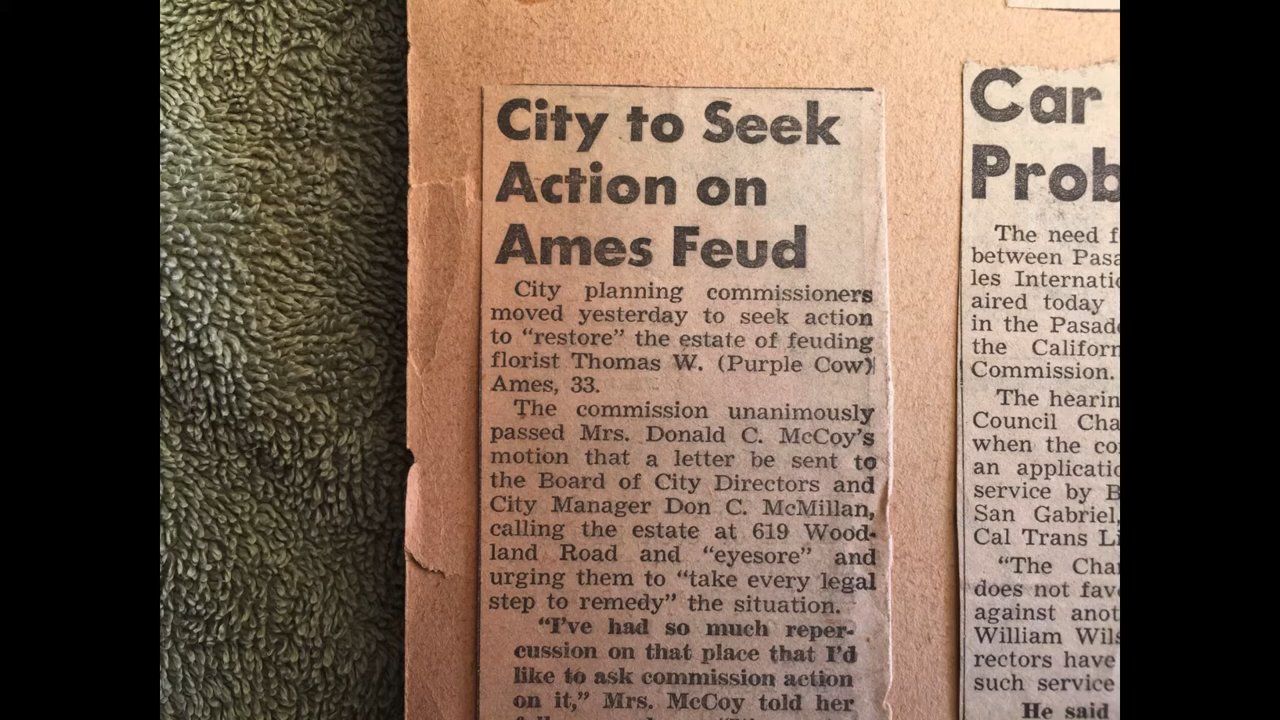 City to Seek
Action on
Ames Feud
City planning commissioners
moved yesterday to seek action
to “restore” the estate of feuding
florist Thomas W. (Purple Cow)
Ames, 33.
The commission unanimously
passed Mrs. Donald C. McCoy’s
motion that a letter be sent to
the Board of City Directors and
City Manager Don C. McMillan,
calling the estate at 619 Wood-
land Road and “eyesore” and
urging them to “take every legal
step to remedy” the situation.
“I’ve had so much reper-
cussion on that place that I’d
like to ask commission action
on it,” Mrs. McCoy told her
Car
Prob
The need f
between Pasa
les Internatio
aired today
in the Pasade
the Californ
Commission.
The hearin
Council Cha
when the co
an applicatio
service by B
San Gabriel,
Cal Trans Li
“The Cha
does not fav
against anot
William Wils
rectors have
such service
He said